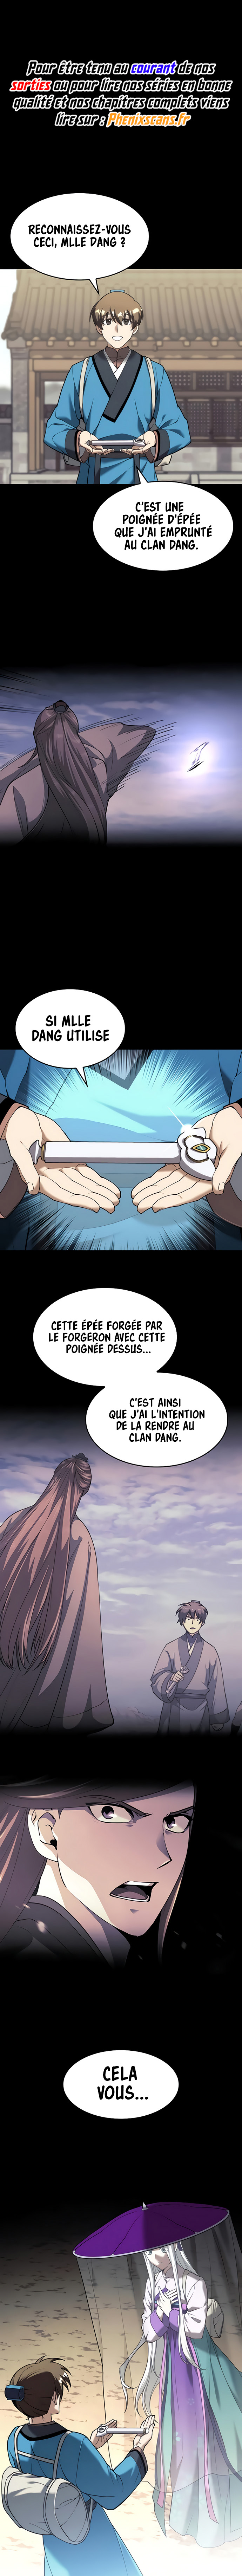 Pour être tenu au courant de nos
sorties ou pour lire nos séries en bonne
qualité et nos chapitres complets viens
lire sur : Phenixscans.fr
RECONNAISSEZ-VOUS
CECI, MLLE DANG ?
C'EST UNE
POIGNÉE D'ÉPÉE
QUE J'AI EMPRUNTÉ
AU CLAN DANG.
SI MLLE
DANG UTILISE
CETTE ÉPÉE FORGÉE PAR
LE FORGERON AVEC CETTE
POIGNÉE DESSUS...
C'EST AINSI
QUE J'AI L'INTENTION
DE LA RENDRE AU
CLAN DANG.
CELA
VOUS...